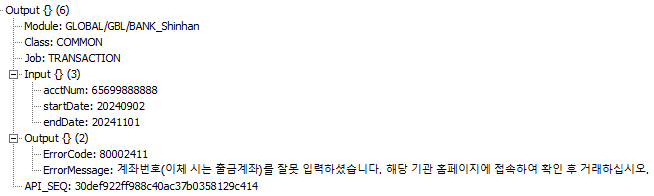 Output {} (6)
Module: GLOBAL/GBL/BANK_Shinhan
Class: COMMON
Job: TRANSACTION
Input {} (3)
acctNum: 65699888888
startDate: 20240902
endDate: 20241101
Output {} (2)
ErrorCode: 80002411
ErrorMessage: 계좌번호(이체 시는 출금계좌)를 잘못 입력하셨습니다. 해당 기관 홈페이지에 접속하여 확인 후 거래하십시오.
API_SEQ: 30def922ff988c40ac37b0358129c414